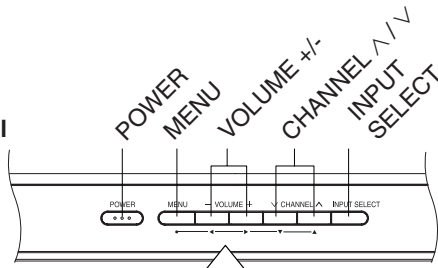 POWER
MENU
VOLUME +/-
CHANNEL ∧ / ∨
INPUT
SELECT
POWER
MENU
– VOLUME +
∨ CHANNEL ∧
INPUT SELECT